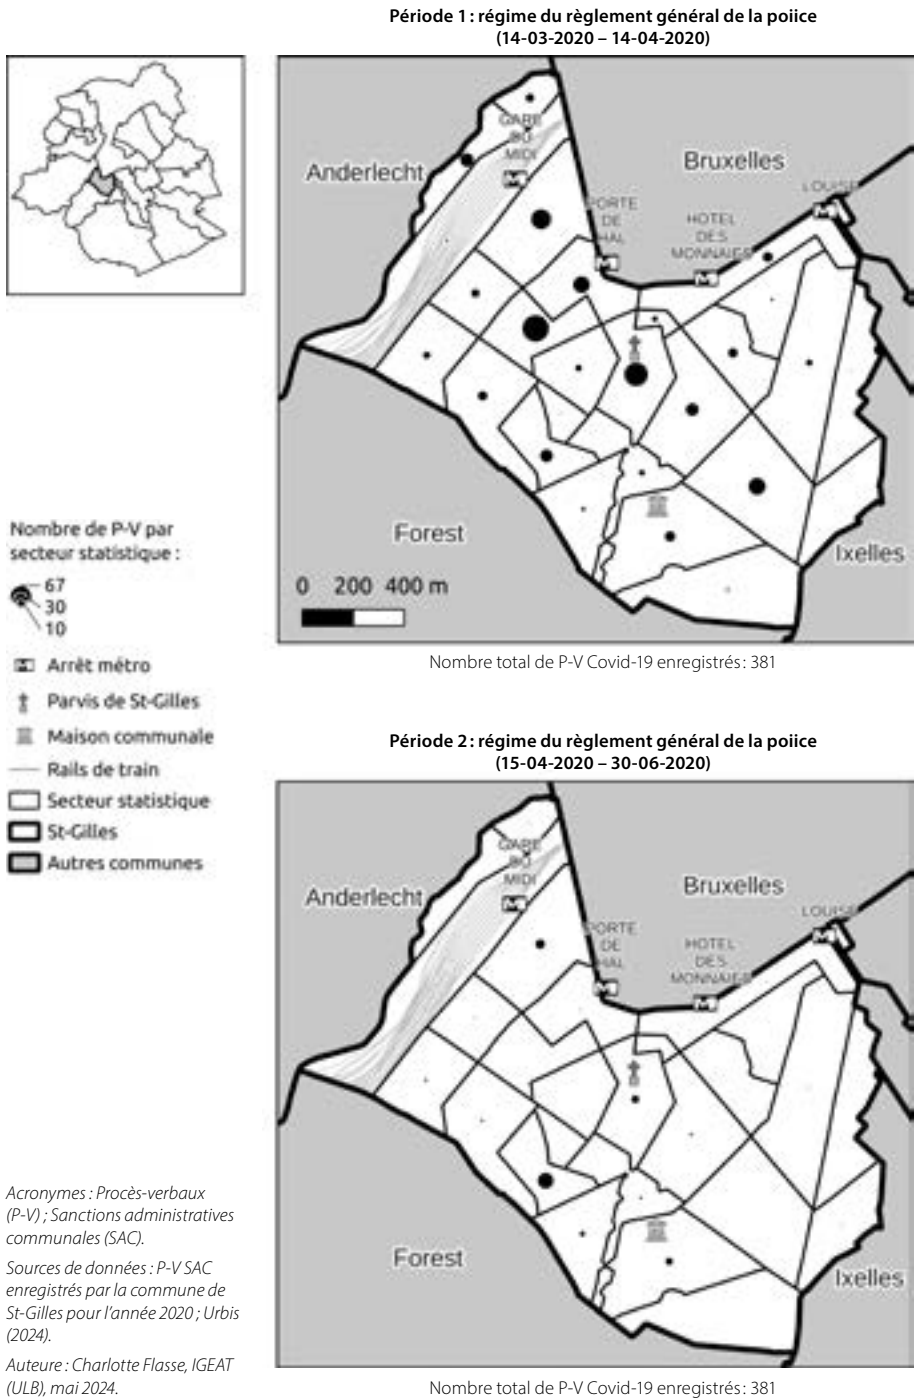 Période 1 : régime du règlement général de la poiice
(14-03-2020 – 14-04-2020)
GARE
DU
MIDI
Anderlecht
Bruxelles
LOUISE
PORTE
DE
HAL
HOTEL
DES
MONNAIES
Forest
Ixelles
0 200 400 m
Nombre total de P-V Covid-19 enregistrés : 381
Nombre de P-V par
secteur statistique :
67
30
10
M Arrêt métro
Parvis de St-Gilles
Maison communale
Rails de train
Secteur statistique
St-Gilles
Autres communes
Période 2 : régime du règlement général de la poiice
(15-04-2020 – 30-06-2020)
GARE
DU
MIDI
Anderlecht
Bruxelles
LOUISE
PORTE
DE
HAL
HOTEL
DES
MONNAIES
Forest
Ixelles
Nombre total de P-V Covid-19 enregistrés : 381
Acronymes : Procès-verbaux
(P-V) ; Sanctions administratives
communales (SAC).
Sources de données : P-V SAC
enregistrés par la commune de
St-Gilles pour l'année 2020 ; Urbis
(2024).
Auteure : Charlotte Flasse, IGEAT
(ULB), mai 2024.